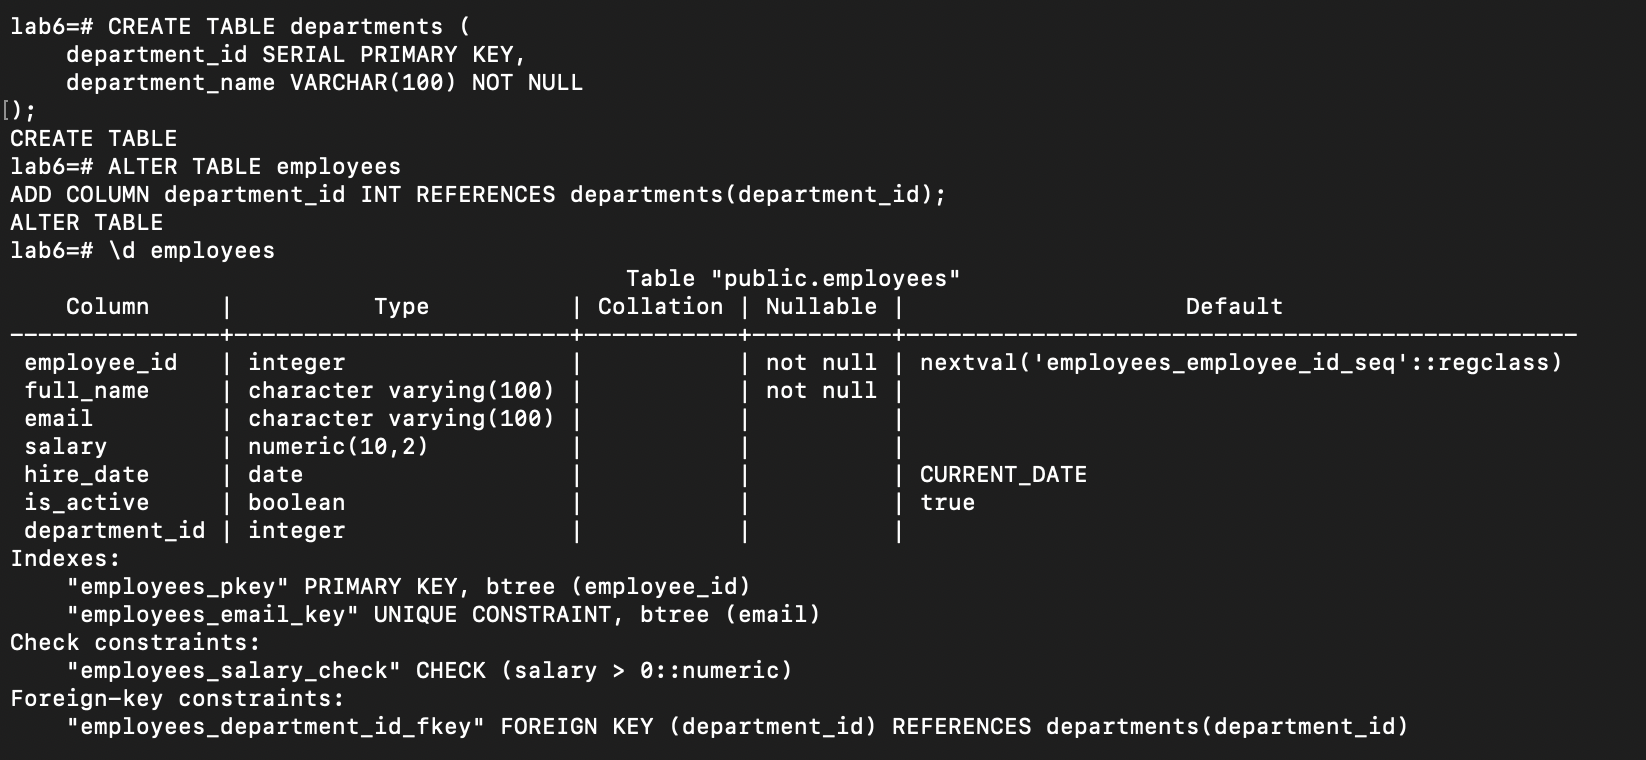 lab6=# CREATE TABLE departments (
    department_id SERIAL PRIMARY KEY,
    department_name VARCHAR(100) NOT NULL
[);
CREATE TABLE
lab6=# ALTER TABLE employees
ADD COLUMN department_id INT REFERENCES departments(department_id);
ALTER TABLE
lab6=# \d employees
                                            Table "public.employees"
    Column     |          Type          | Collation | Nullable |                    Default
---------------+------------------------+-----------+----------+------------------------------------------------
 employee_id   | integer                |           | not null | nextval('employees_employee_id_seq'::regclass)
 full_name     | character varying(100) |           | not null |
 email         | character varying(100) |           |          |
 salary        | numeric(10,2)          |           |          |
 hire_date     | date                   |           |          | CURRENT_DATE
 is_active     | boolean                |           |          | true
 department_id | integer                |           |          |
Indexes:
    "employees_pkey" PRIMARY KEY, btree (employee_id)
    "employees_email_key" UNIQUE CONSTRAINT, btree (email)
Check constraints:
    "employees_salary_check" CHECK (salary > 0::numeric)
Foreign-key constraints:
    "employees_department_id_fkey" FOREIGN KEY (department_id) REFERENCES departments(department_id)